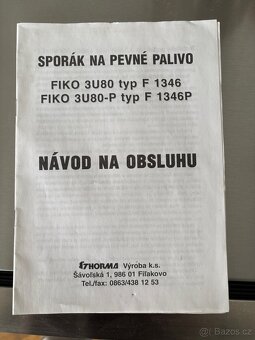 SPORÁK NA PEVNÉ PALIVO
FIKO 3U80 typ F 1346
FIKO 3U80-P typ F 1346P
NÁVOD NA OBSLUHU
THORMA Výroba k.s.
Šávoľská 1, 986 01 Fiľakovo
Tel./fax: 0863/438 12 53
Bazos.cz